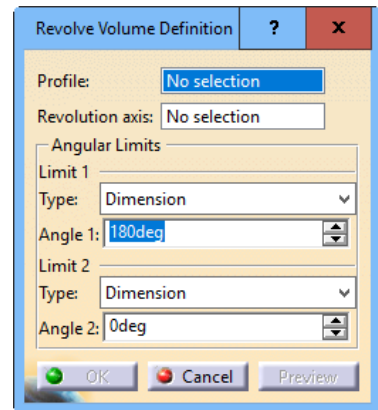 Revolve Volume Definition ? x
Profile: No selection
Revolution axis: No selection
Angular Limits
Limit 1
Type: Dimension
Angle 1: 180deg
Limit 2
Type: Dimension
Angle 2: 0deg
OK Cancel Preview